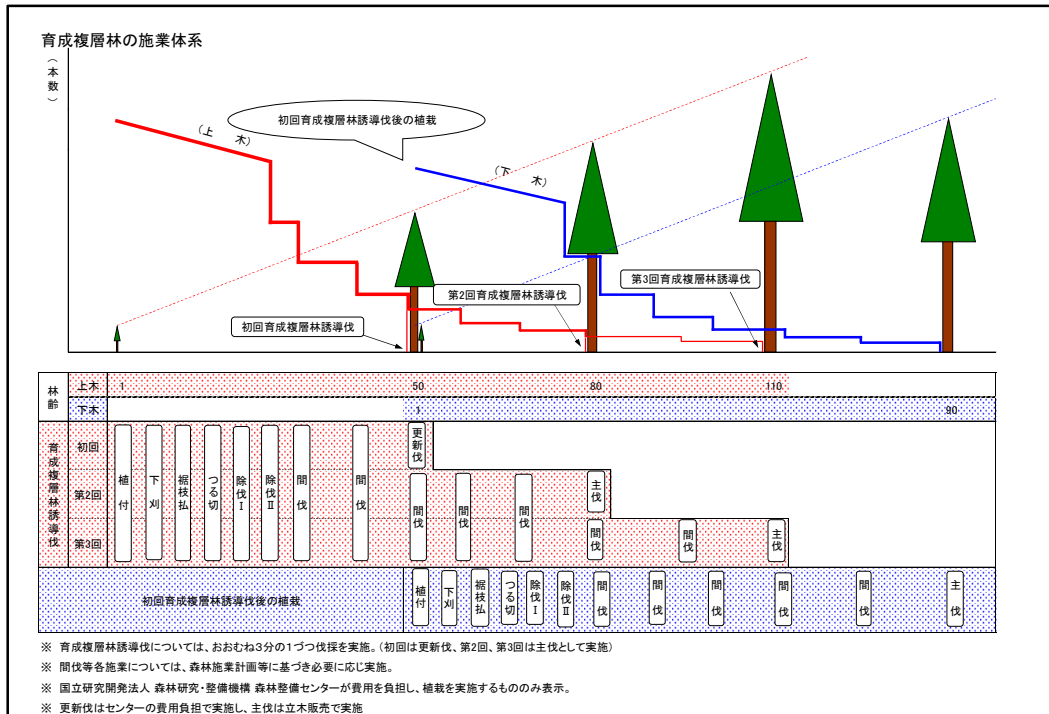 育成複層林の施業体系
（本数）
初回育成複層林誘導伐後の植栽
（上木）
（下木）
初回育成複層林誘導伐
第2回育成複層林誘導伐
第3回育成複層林誘導伐
林齢
上木 1 50 80 110
下木 1 90
育成複層林誘導伐
初回 更新伐
第2回 主伐
第3回
植付 下刈 裾枝払 つる切 除伐Ⅰ 除伐Ⅱ 間伐 間伐 間伐 間伐 間伐 間伐 間伐 主伐
初回育成複層林誘導伐後の植栽 植付 下刈 裾枝払 つる切 除伐Ⅰ 除伐Ⅱ 間伐 間伐 間伐 間伐 間伐 主伐
※ 育成複層林誘導伐については、おおむね3分の1づつ伐採を実施。（初回は更新伐、第2回、第3回は主伐として実施）
※ 間伐等各施業については、森林施業計画等に基づき必要に応じ実施。
※ 国立研究開発法人 森林研究・整備機構 森林整備センターが費用を負担し、植栽を実施するもののみ表示。
※ 更新伐はセンターの費用負担で実施し、主伐は立木販売で実施